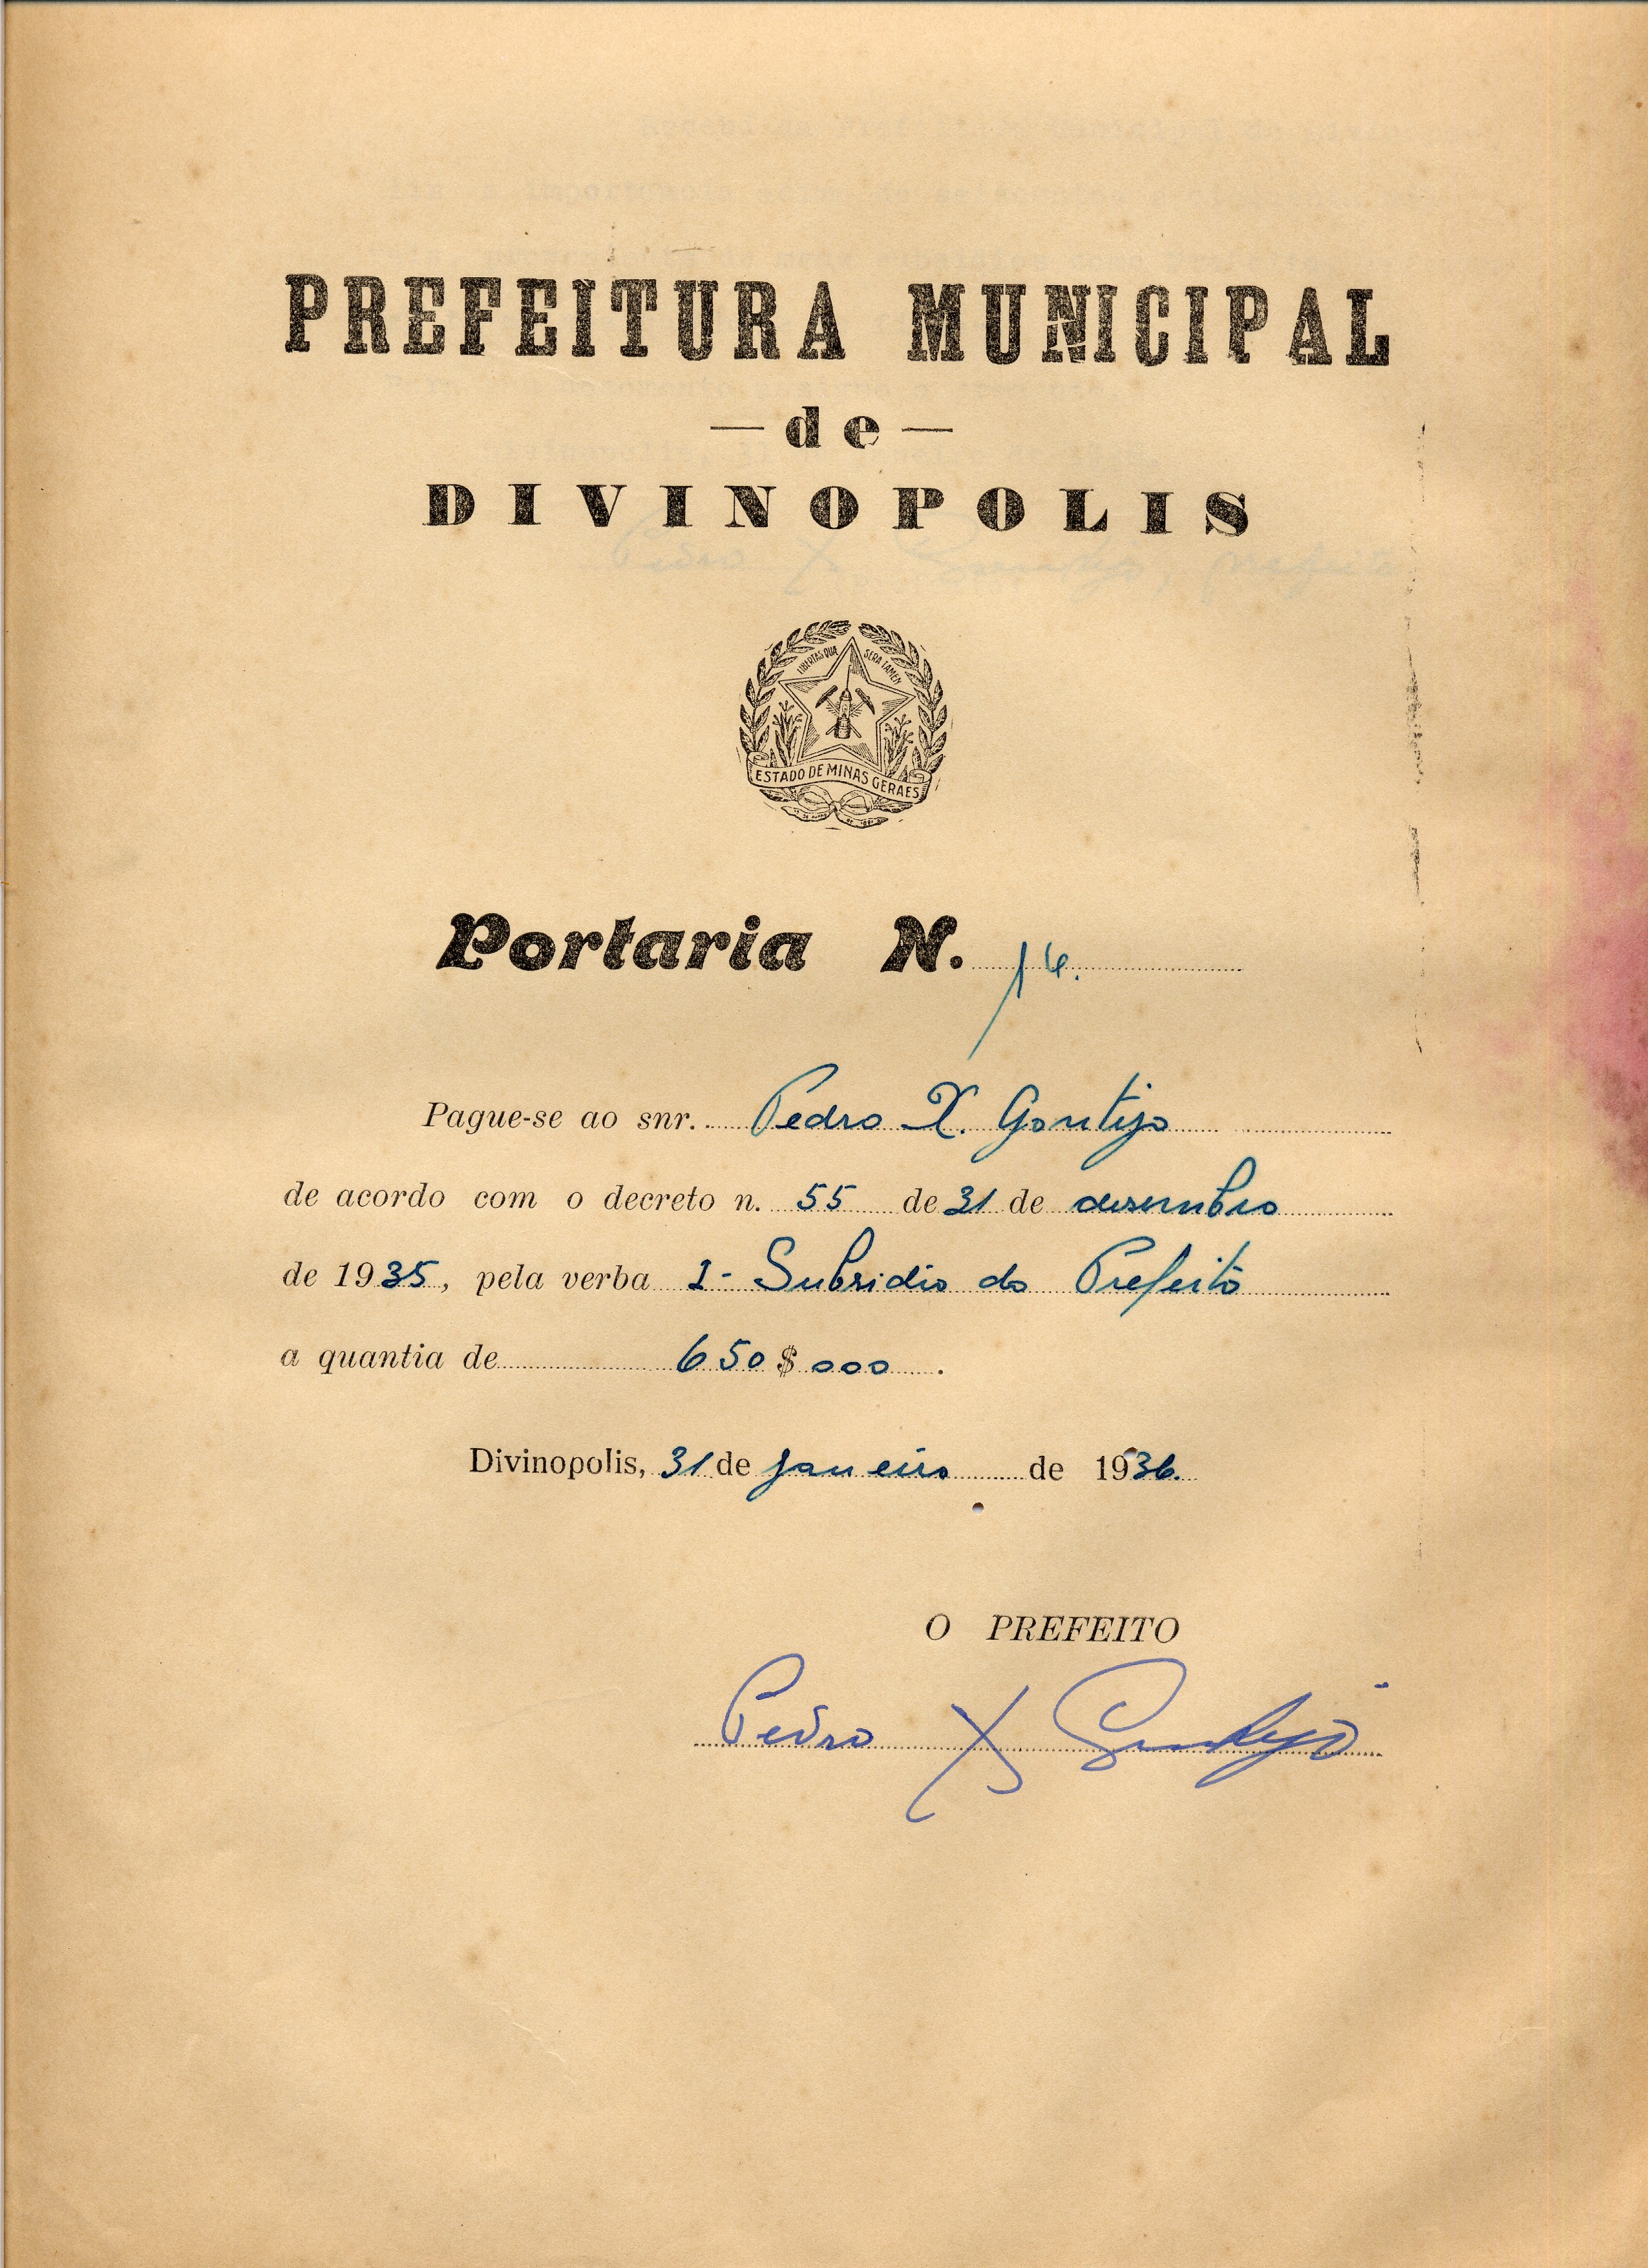 PREFEITURA MUNICIPAL
— de —
DIVINOPOLIS
LIBERTAS QUÆ SERA TAMEN
ESTADO DE MINAS GERAES
Portaria N. 14.
Pague-se ao snr. Pedro X. Gontijo
de acordo com o decreto n. 55 de 31 de desembro
de 1935, pela verba 1- Subsidio do Prefeito
a quantia de 650$000.
Divinopolis, 31 de janeiro de 1936.
O PREFEITO
Pedro X Gontijo